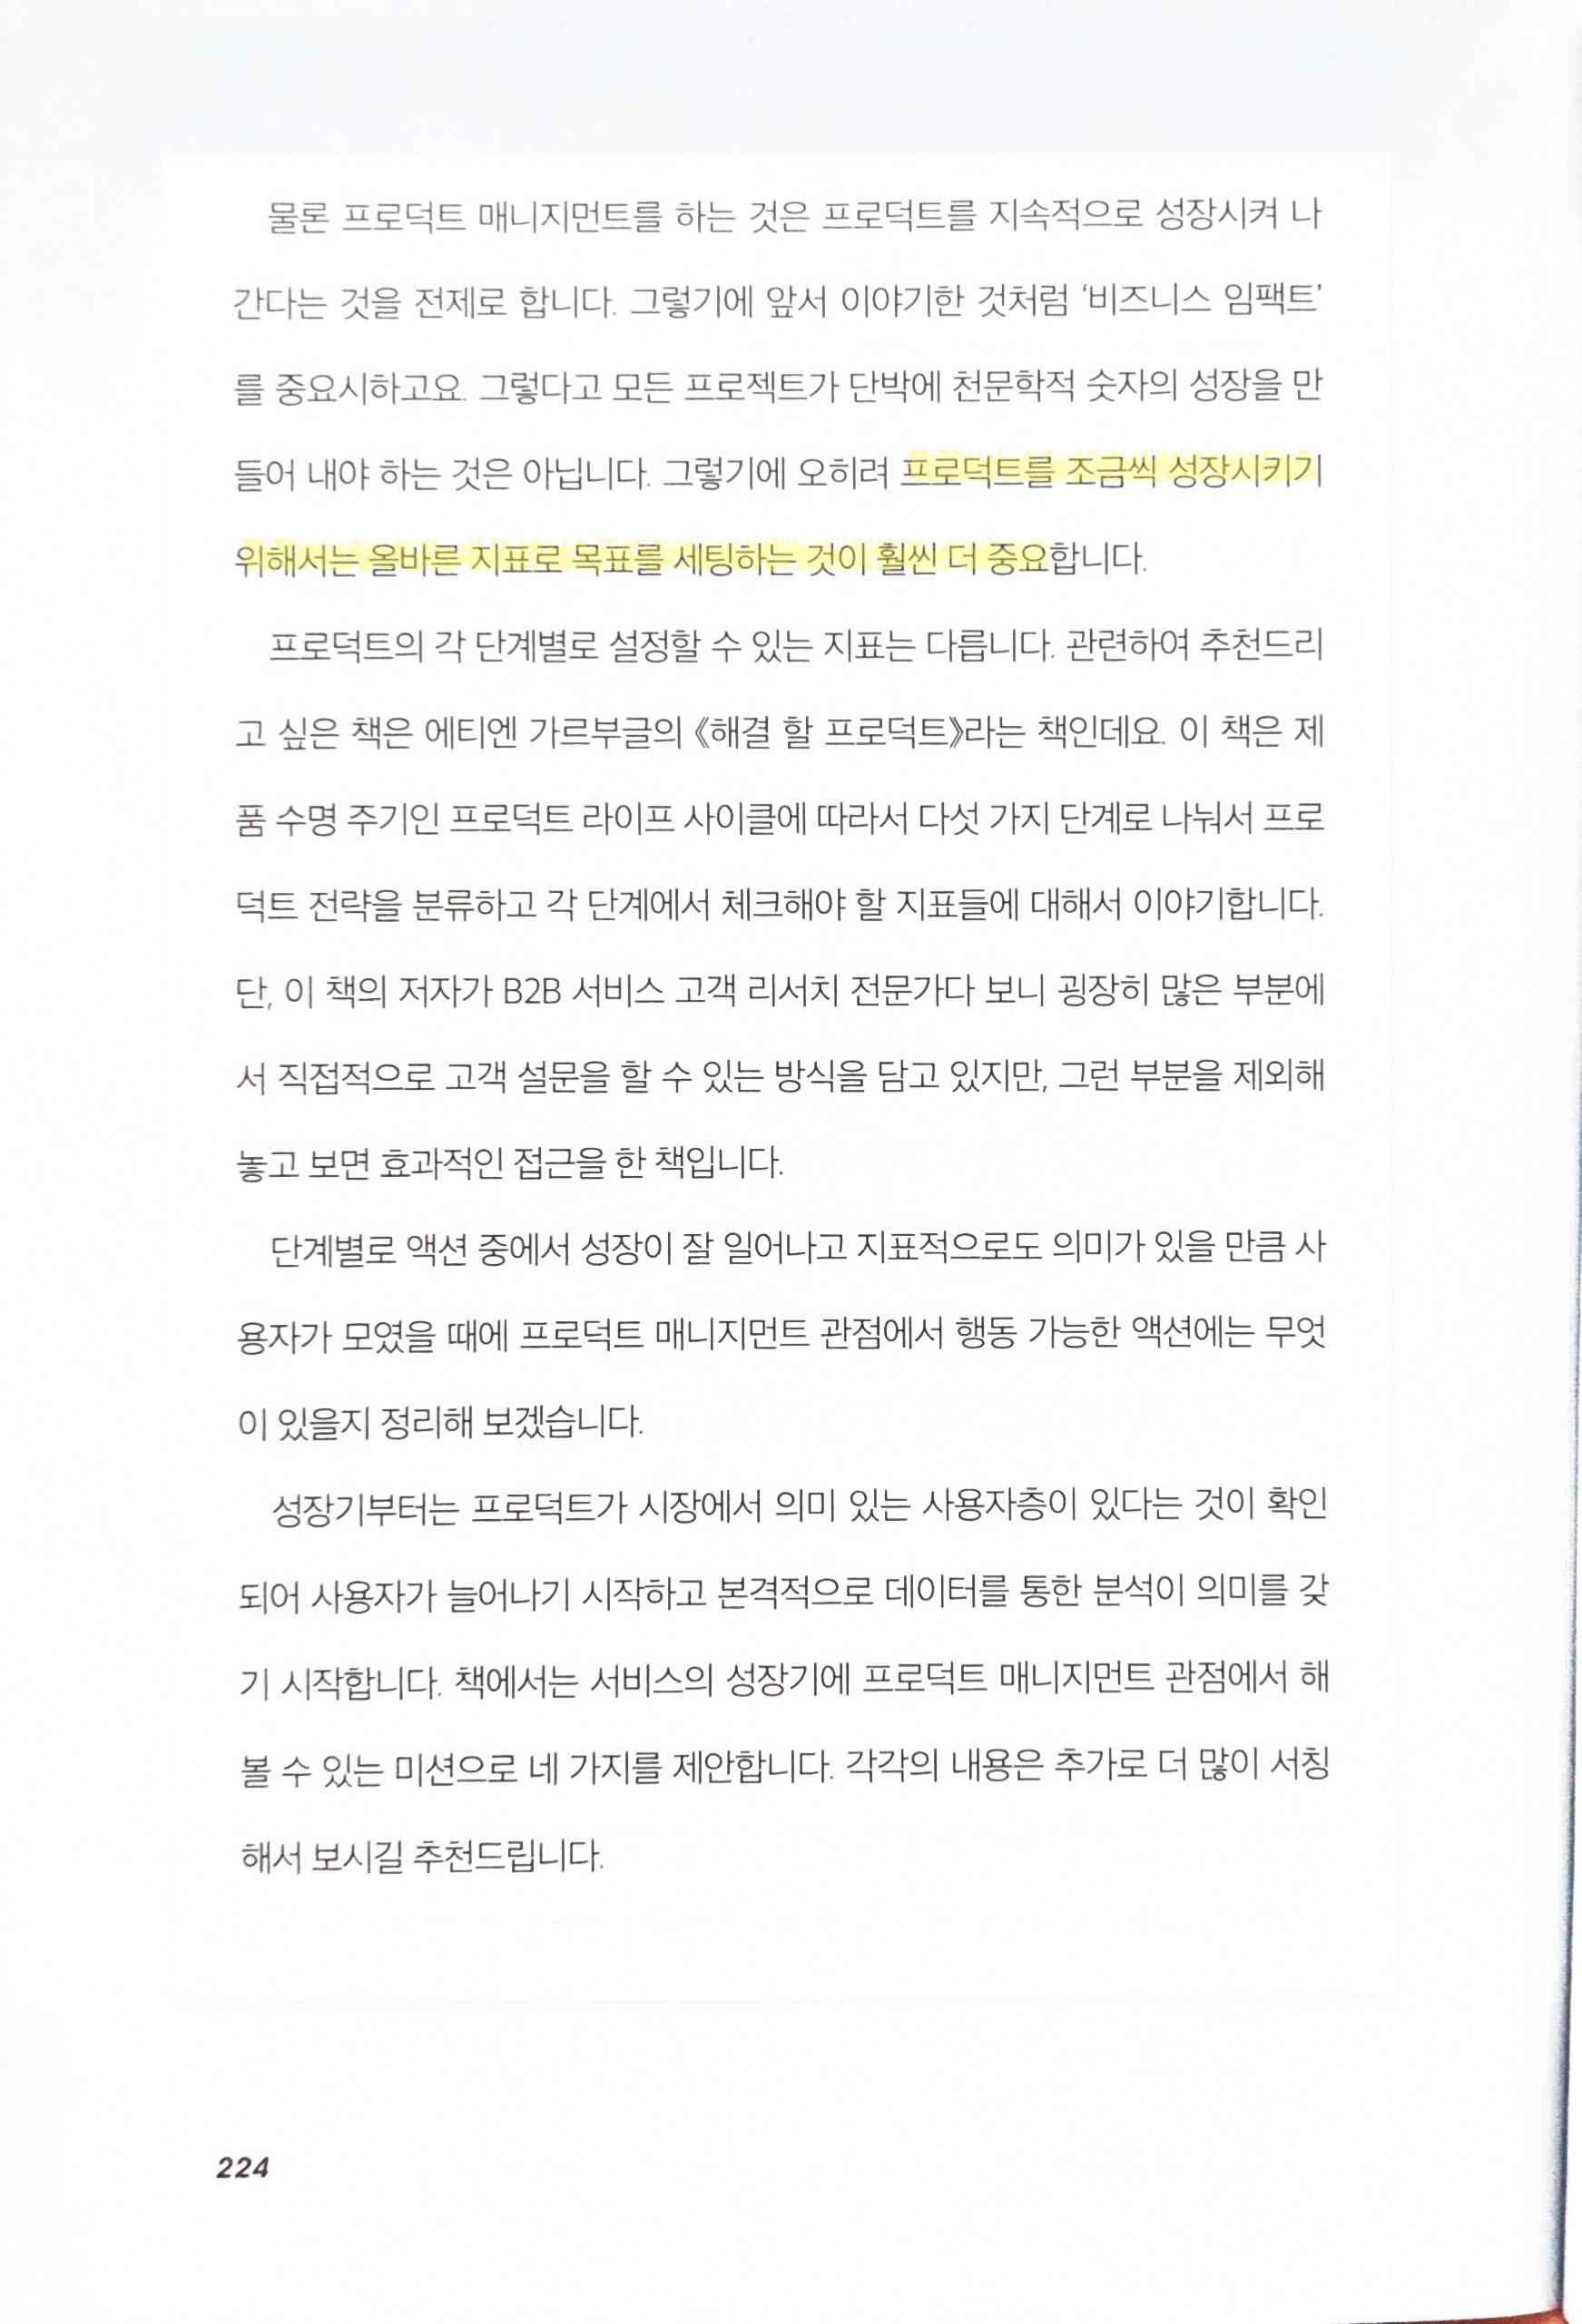 물론 프로덕트 매니지먼트를 하는 것은 프로덕트를 지속적으로 성장시켜 나
간다는 것을 전제로 합니다. 그렇기에 앞서 이야기한 것처럼 ‘비즈니스 임팩트’
를 중요시하고요. 그렇다고 모든 프로젝트가 단박에 천문학적 숫자의 성장을 만
들어 내야 하는 것은 아닙니다. 그렇기에 오히려 프로덕트를 조금씩 성장시키기
위해서는 올바른 지표로 목표를 세팅하는 것이 훨씬 더 중요합니다.
프로덕트의 각 단계별로 설정할 수 있는 지표는 다릅니다. 관련하여 추천드리
고 싶은 책은 에티엔 가르부글의 《해결 할 프로덕트》라는 책인데요. 이 책은 제
품 수명 주기인 프로덕트 라이프 사이클에 따라서 다섯 가지 단계로 나눠서 프로
덕트 전략을 분류하고 각 단계에서 체크해야 할 지표들에 대해서 이야기합니다.
단, 이 책의 저자가 B2B 서비스 고객 리서치 전문가다 보니 굉장히 많은 부분에
서 직접적으로 고객 설문을 할 수 있는 방식을 담고 있지만, 그런 부분을 제외해
놓고 보면 효과적인 접근을 한 책입니다.
단계별로 액션 중에서 성장이 잘 일어나고 지표적으로도 의미가 있을 만큼 사
용자가 모였을 때에 프로덕트 매니지먼트 관점에서 행동 가능한 액션에는 무엇
이 있을지 정리해 보겠습니다.
성장기부터는 프로덕트가 시장에서 의미 있는 사용자층이 있다는 것이 확인
되어 사용자가 늘어나기 시작하고 본격적으로 데이터를 통한 분석이 의미를 갖
기 시작합니다. 책에서는 서비스의 성장기에 프로덕트 매니지먼트 관점에서 해
볼 수 있는 미션으로 네 가지를 제안합니다. 각각의 내용은 추가로 더 많이 서칭
해서 보시길 추천드립니다.
224